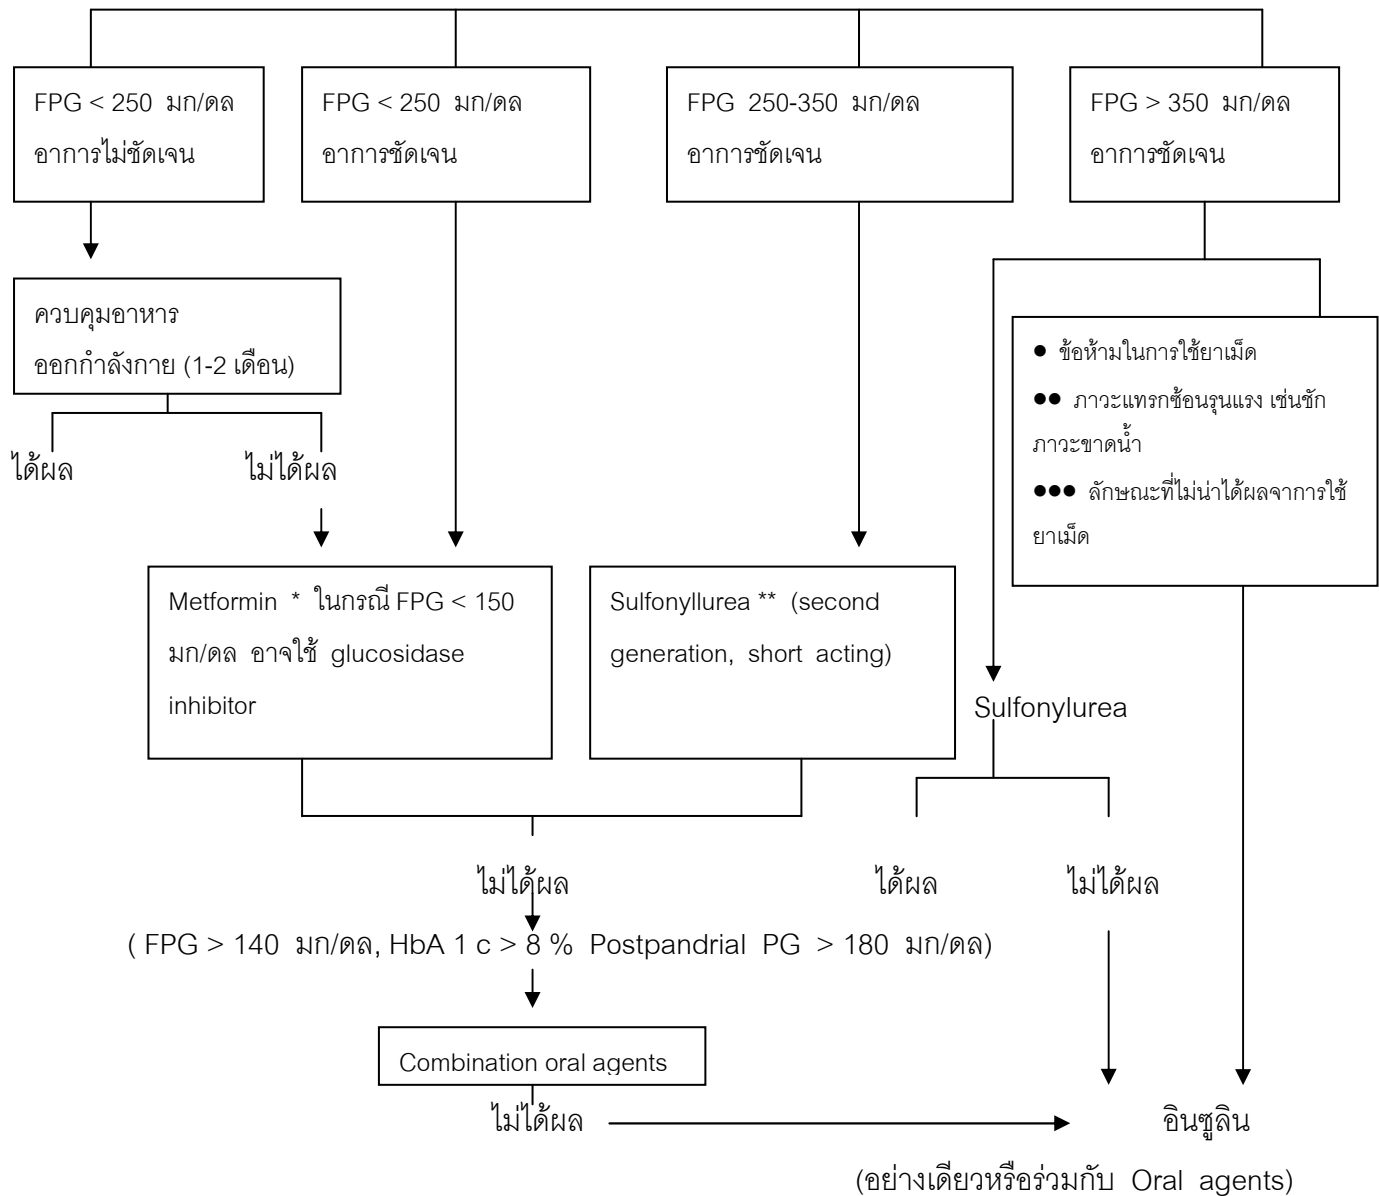 FPG < 250 มก/ดล
อาการไม่ชัดเจน
FPG < 250 มก/ดล
อาการชัดเจน
FPG 250-350 มก/ดล
อาการชัดเจน
FPG > 350 มก/ดล
อาการชัดเจน
ควบคุมอาหาร
ออกกำลังกาย (1-2 เดือน)
● ข้อห้ามในการใช้ยาเม็ด
●● ภาวะแทรกซ้อนรุนแรง เช่นชัก
ภาวะขาดน้ำ
●●● ลักษณะที่ไม่น่าได้ผลจาการใช้
ยาเม็ด
ได้ผล
ไม่ได้ผล
Metformin * ในกรณี FPG < 150
มก/ดล อาจใช้ glucosidase
inhibitor
Sulfonyllurea ** (second
generation, short acting)
Sulfonylurea
ไม่ได้ผล
ได้ผล
ไม่ได้ผล
( FPG > 140 มก/ดล, HbA 1 c > 8 % Postpandrial PG > 180 มก/ดล)
Combination oral agents
ไม่ได้ผล
อินซูลิน
(อย่างเดียวหรือร่วมกับ Oral agents)